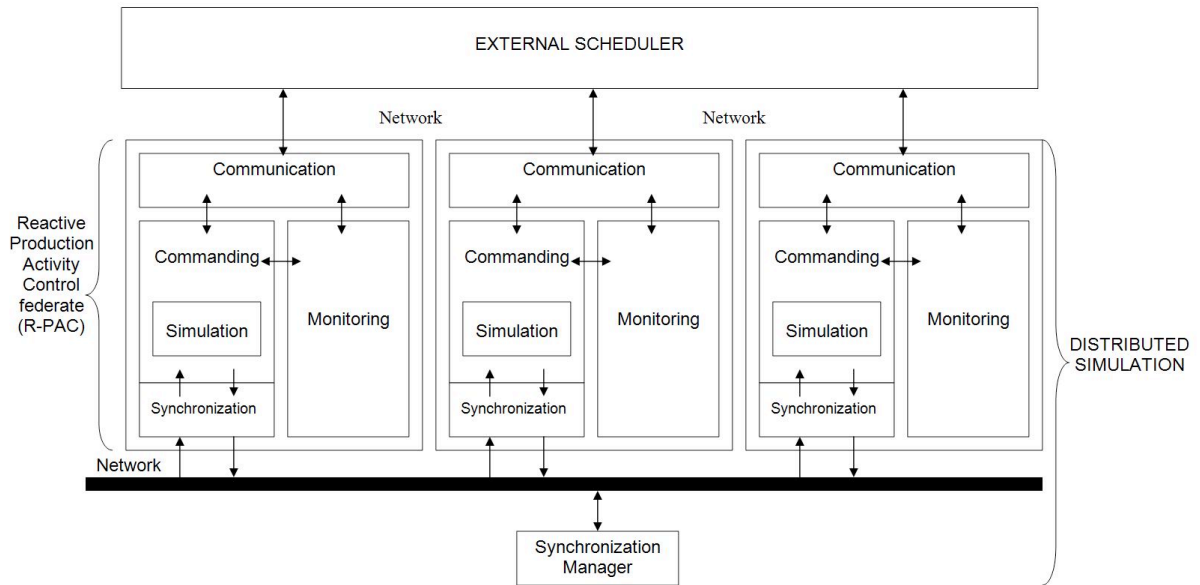 EXTERNAL SCHEDULER
Network
Network
Communication
Communication
Communication
Reactive
Production
Activity
Control
federate
(R-PAC)
Commanding
Simulation
Monitoring
Synchronization
Commanding
Simulation
Monitoring
Synchronization
Commanding
Simulation
Monitoring
Synchronization
DISTRIBUTED
SIMULATION
Network
Synchronization
Manager